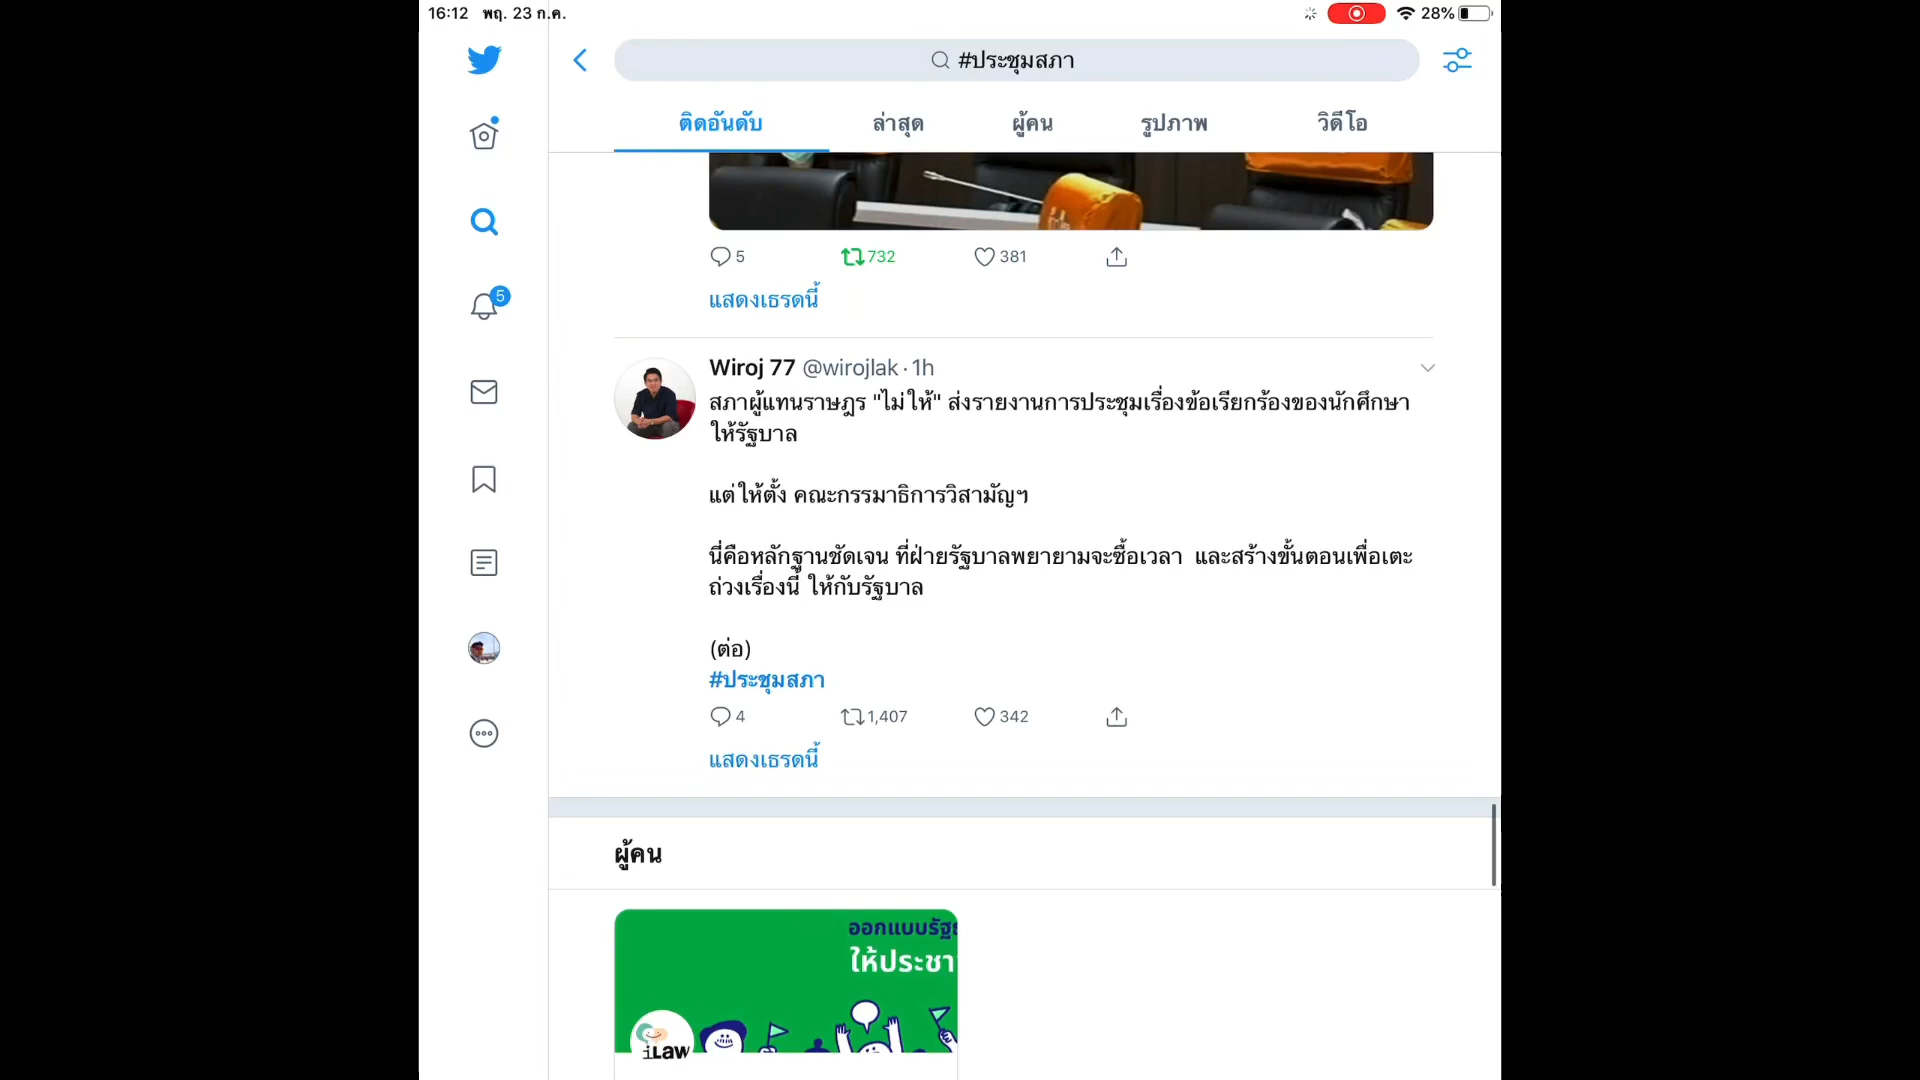 16:12 พฤ. 23 ก.ค.
28%
#ประชุมสภา
ติดอันดับ ล่าสุด ผู้คน รูปภาพ วิดีโอ
5 732 381
แสดงเธรดนี้
5
Wiroj 77 @wirojlak · 1h
สภาผู้แทนราษฎร "ไม่ให้" ส่งรายงานการประชุมเรื่องข้อเรียกร้องของนักศึกษา
ให้รัฐบาล
แต่ให้ตั้ง คณะกรรมาธิการวิสามัญฯ
นี่คือหลักฐานชัดเจน ที่ฝ่ายรัฐบาลพยายามจะซื้อเวลา และสร้างขั้นตอนเพื่อเตะ
ถ่วงเรื่องนี้ ให้กับรัฐบาล
(ต่อ)
#ประชุมสภา
4 1,407 342
แสดงเธรดนี้
ผู้คน
ออกแบบรัฐธ
ให้ประชา
iLaw